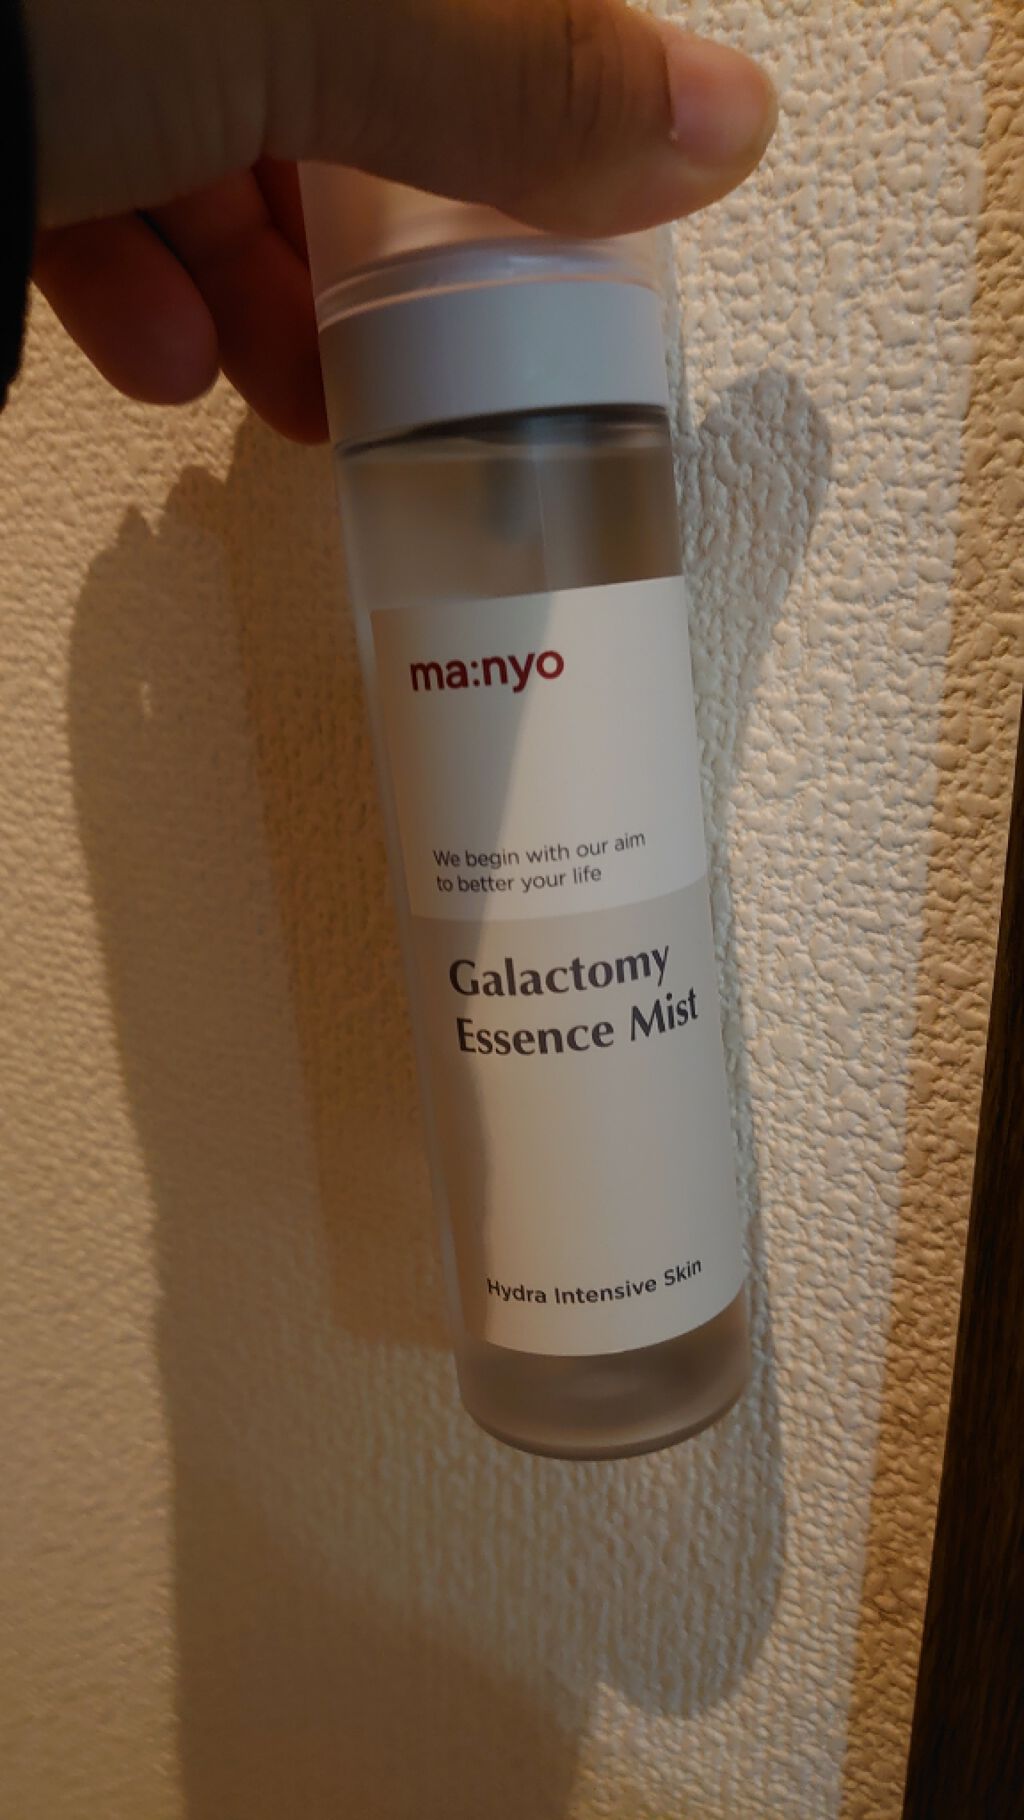 ma:nyo
We begin with our aim
to better your life
Galactomy
Essence Mist
Hydra Intensive Skin